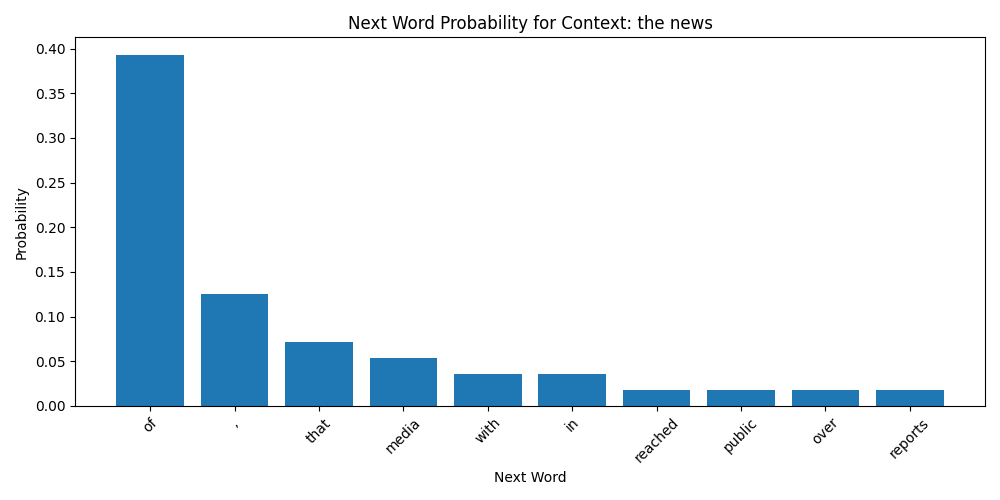 Next Word Probability for Context: the news
Probability
0.40
0.35
0.30
0.25
0.20
0.15
0.10
0.05
0.00
of
,
that
media
with
in
reached
public
over
reports
Next Word